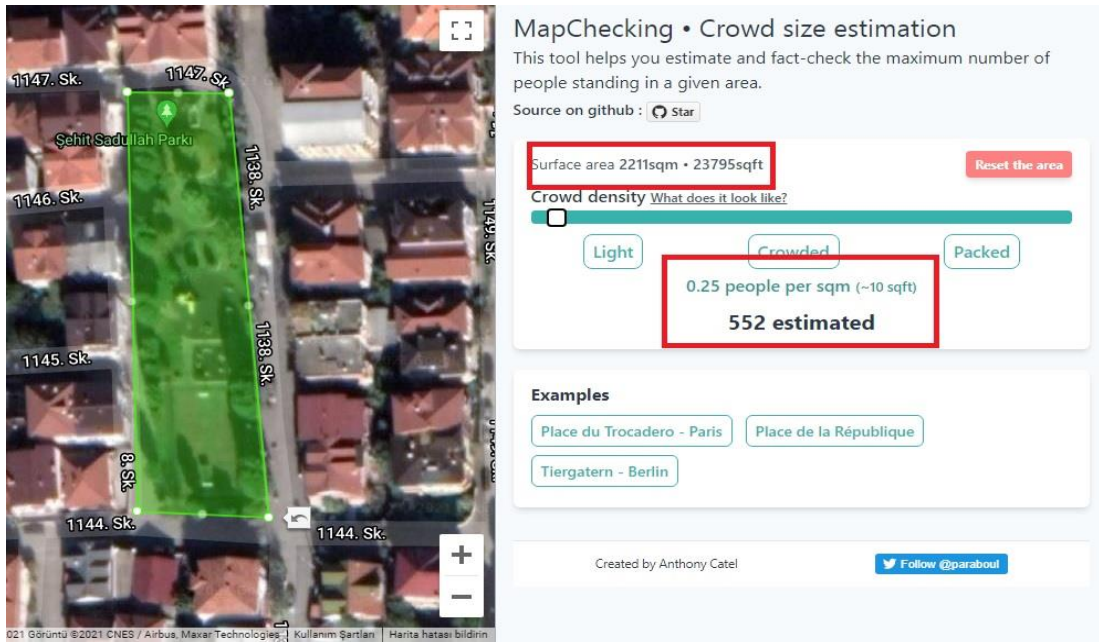 1147. Sk.
1147. Sk.
Şehit Sadullah Parkı
1138. Sk.
1146. Sk.
1149. Sk.
1138. Sk.
1145. Sk.
8. Sk.
1144. Sk.
1144. Sk.
021 Görüntü ©2021 CNES / Airbus, Maxar Technologies
Kullanım Şartları
Harita hatası bildirin
MapChecking • Crowd size estimation
This tool helps you estimate and fact-check the maximum number of
people standing in a given area.
Source on github : Star
Surface area 2211sqm • 23795sqft
Reset the area
Crowd density What does it look like?
Light
Crowded
Packed
0.25 people per sqm (~10 sqft)
552 estimated
Examples
Place du Trocadero - Paris
Place de la République
Tiergatern - Berlin
Created by Anthony Catel
Follow @paraboul